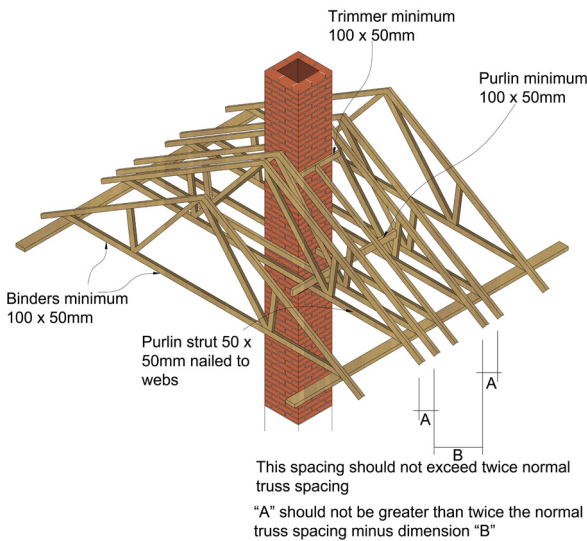 Trimmer minimum
100 x 50mm
Purlin minimum
100 x 50mm
Binders minimum
100 x 50mm
Purlin strut 50 x
50mm nailed to
webs
A
A
B
This spacing should not exceed twice normal
truss spacing
“A” should not be greater than twice the normal
truss spacing minus dimension “B”